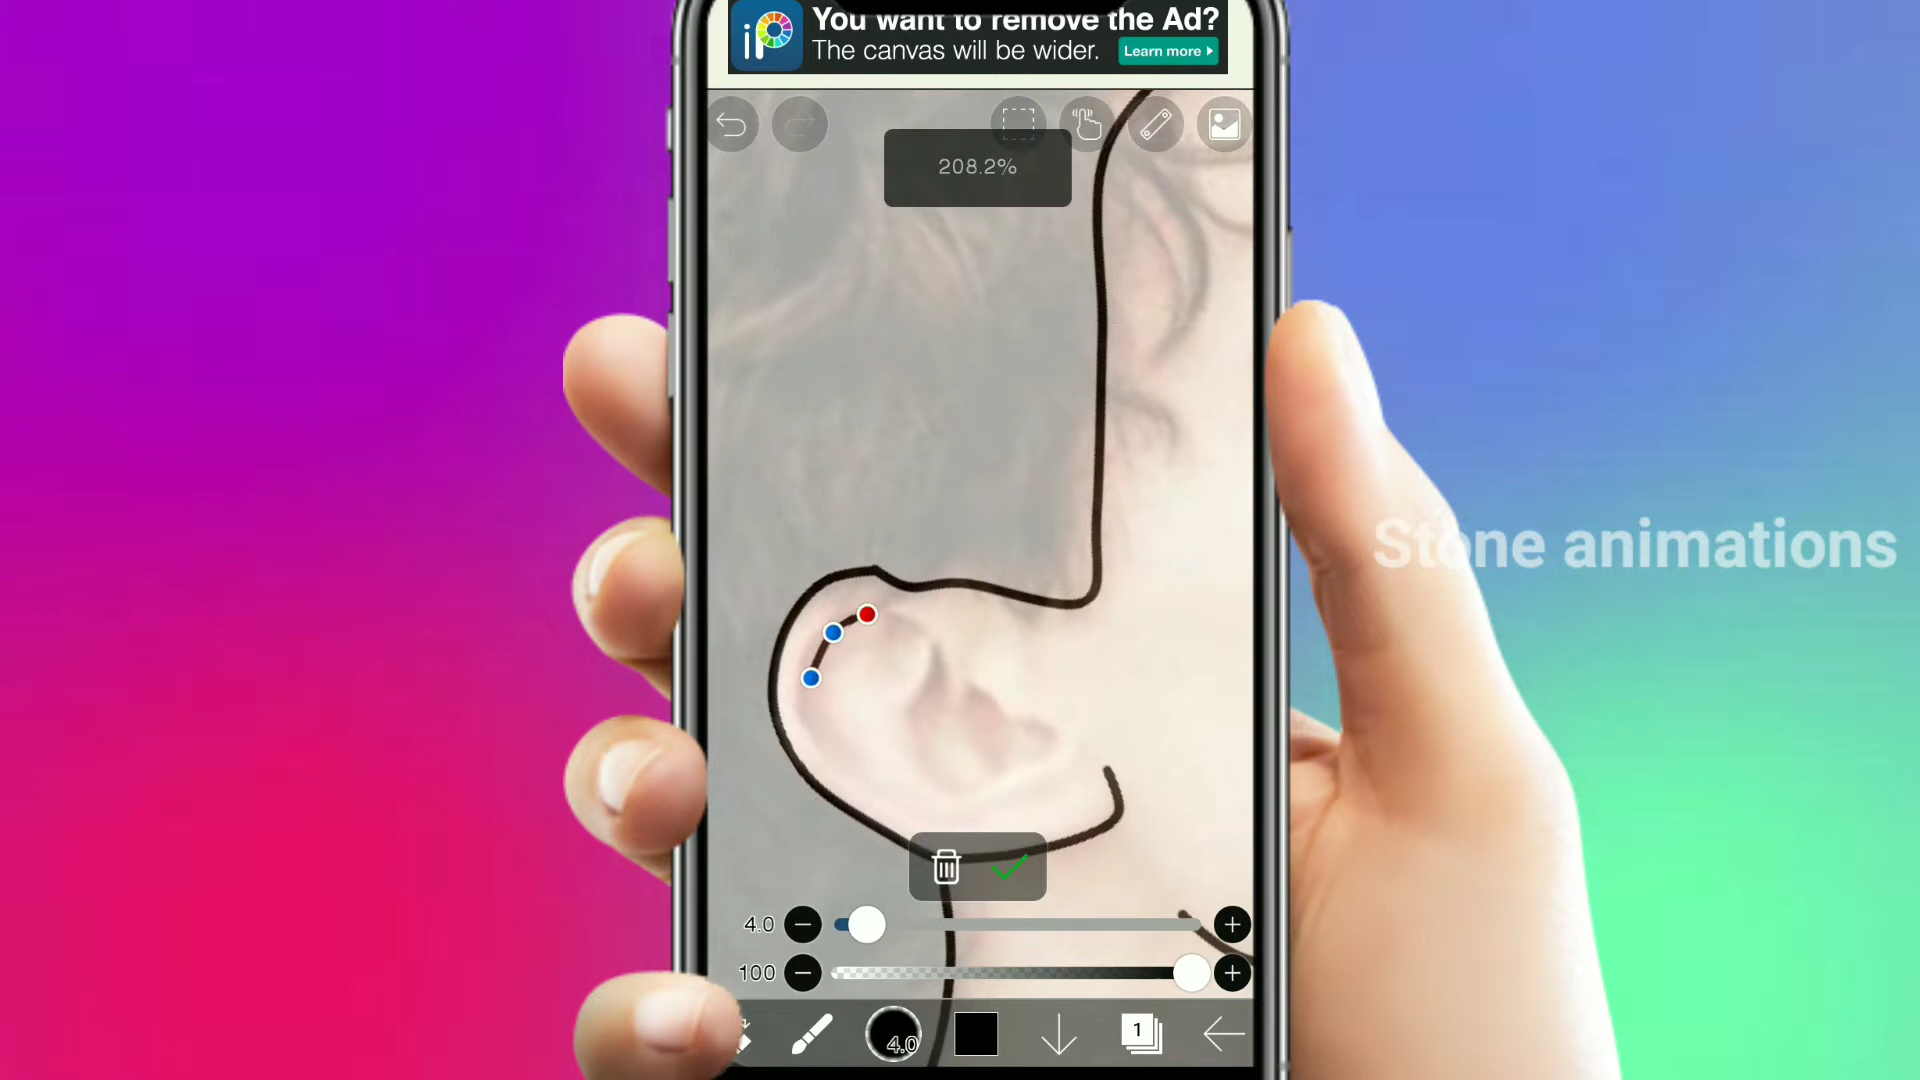 iP
You want to remove the Ad?
The canvas will be wider.
Learn more
208.2%
Stone animations
4.0
100
4.0
1